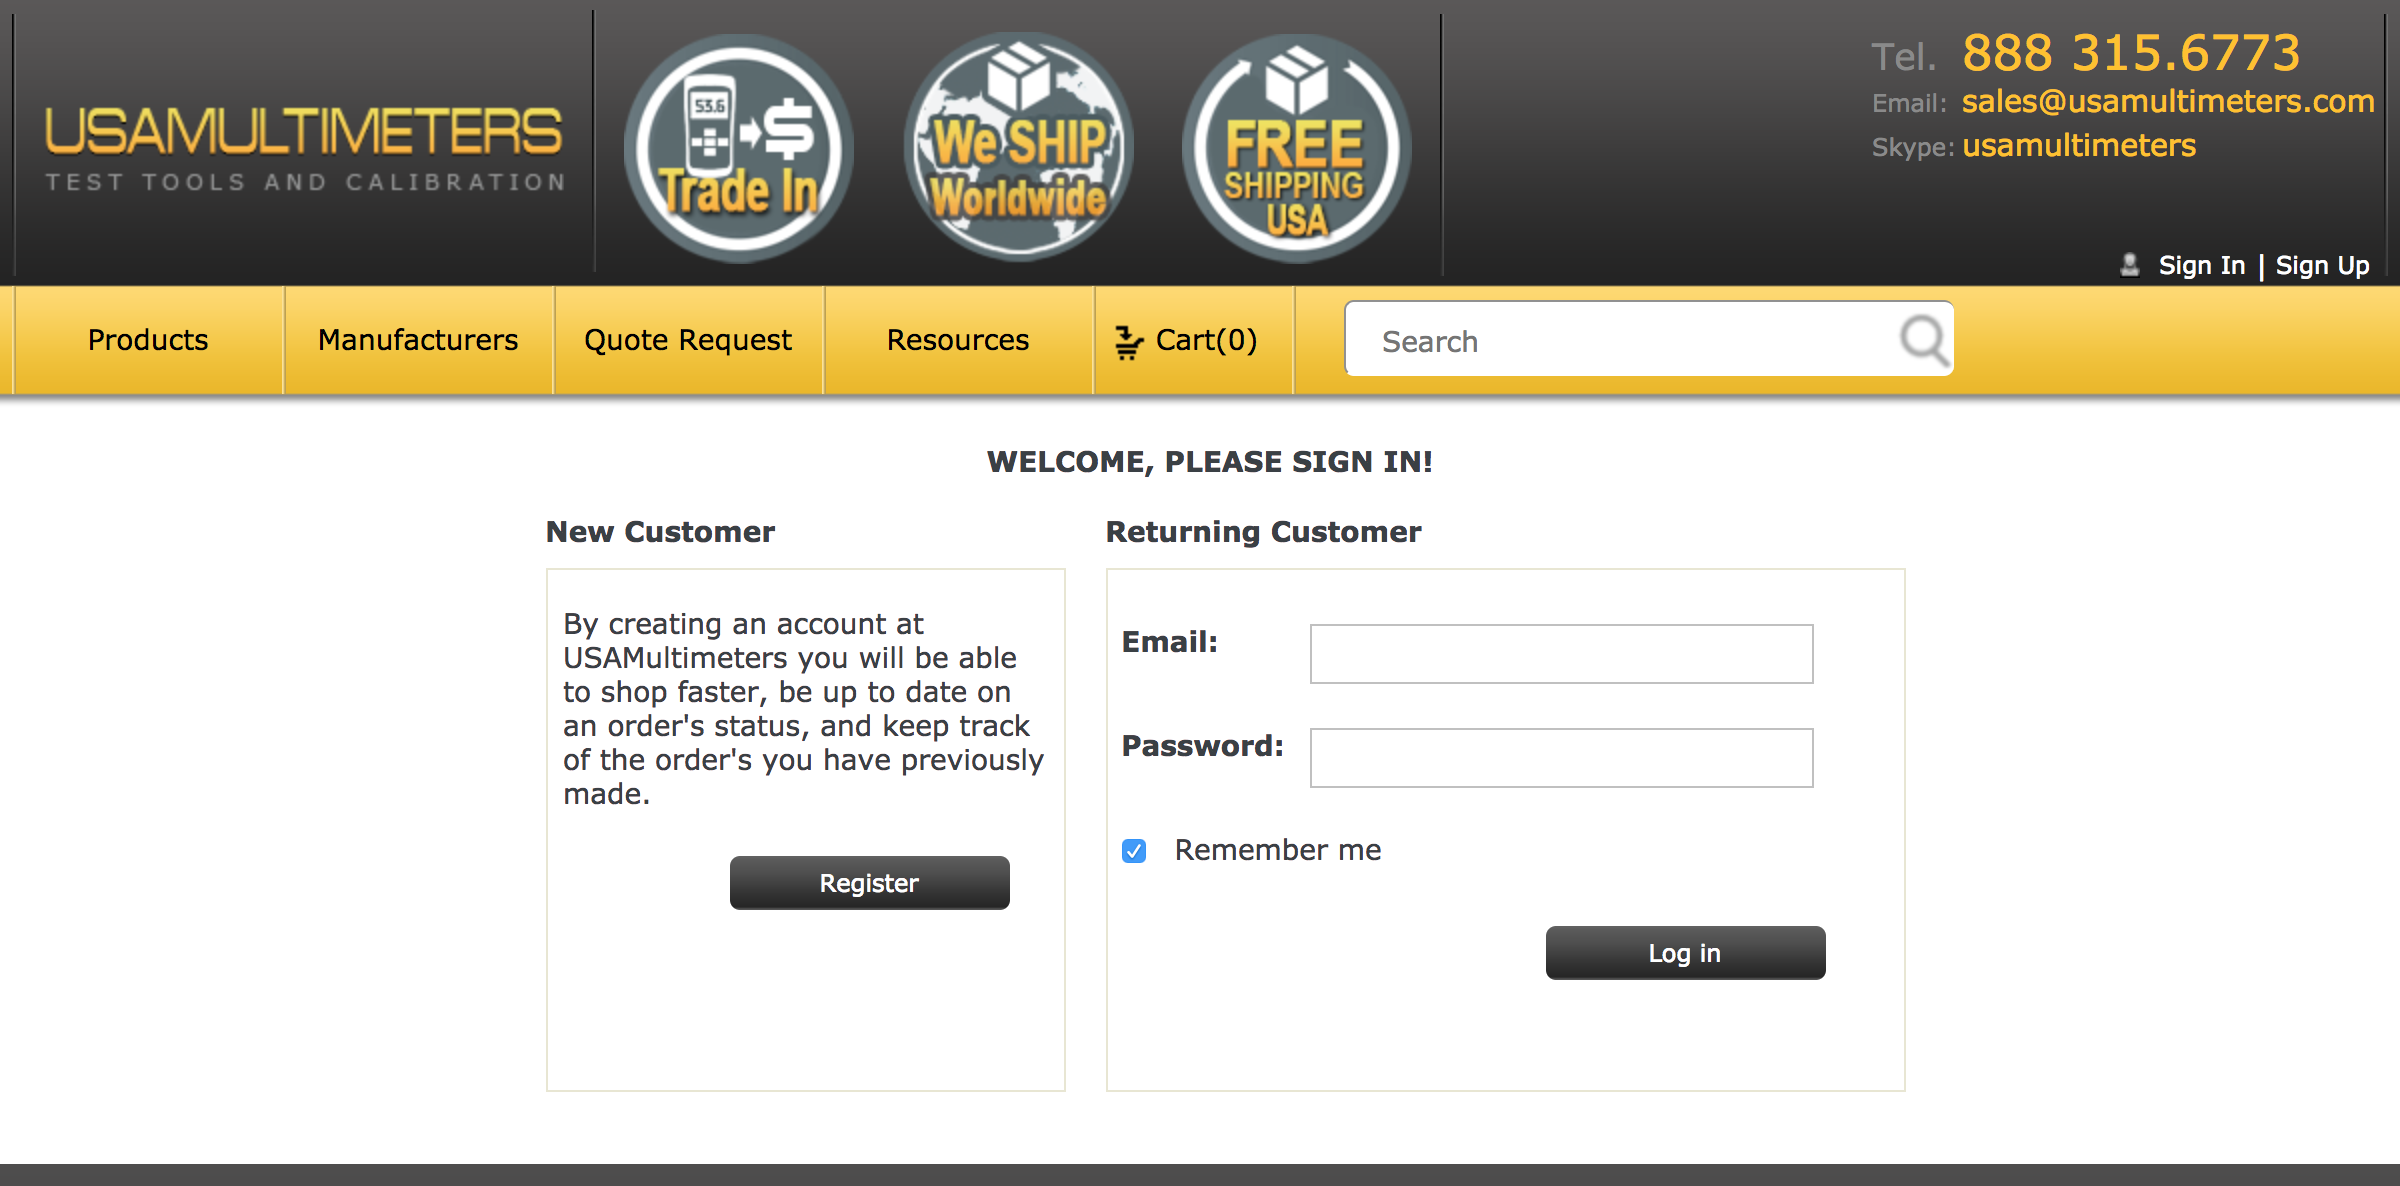 USAMULTIMETERS
TEST TOOLS AND CALIBRATION
53.6
$
Trade In
We SHIP
Worldwide
FREE
SHIPPING
USA
Tel. 888 315.6773
Email: sales@usamultimeters.com
Skype: usamultimeters
Sign In | Sign Up
Products Manufacturers Quote Request Resources Cart(0) Search
WELCOME, PLEASE SIGN IN!
New Customer
By creating an account at
USAMultimeters you will be able
to shop faster, be up to date on
an order's status, and keep track
of the order's you have previously
made.
Register
Returning Customer
Email:
Password:
Remember me
Log in